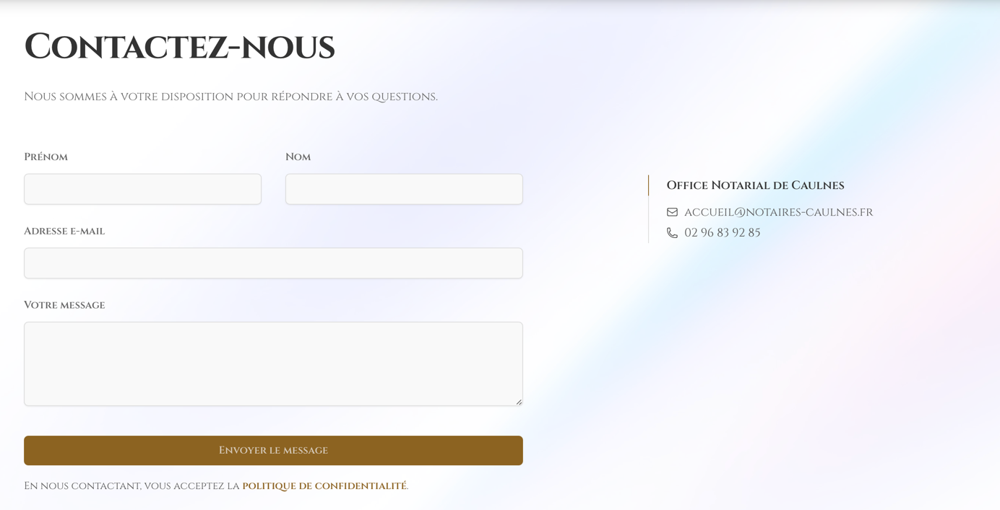 Contactez-nous
Nous sommes à votre disposition pour répondre à vos questions.
Prénom
Nom
Adresse e-mail
Votre message
Envoyer le message
En nous contactant, vous acceptez la politique de confidentialité.
Office Notarial de Caulnes
accueil@notaires-caulnes.fr
02 96 83 92 85